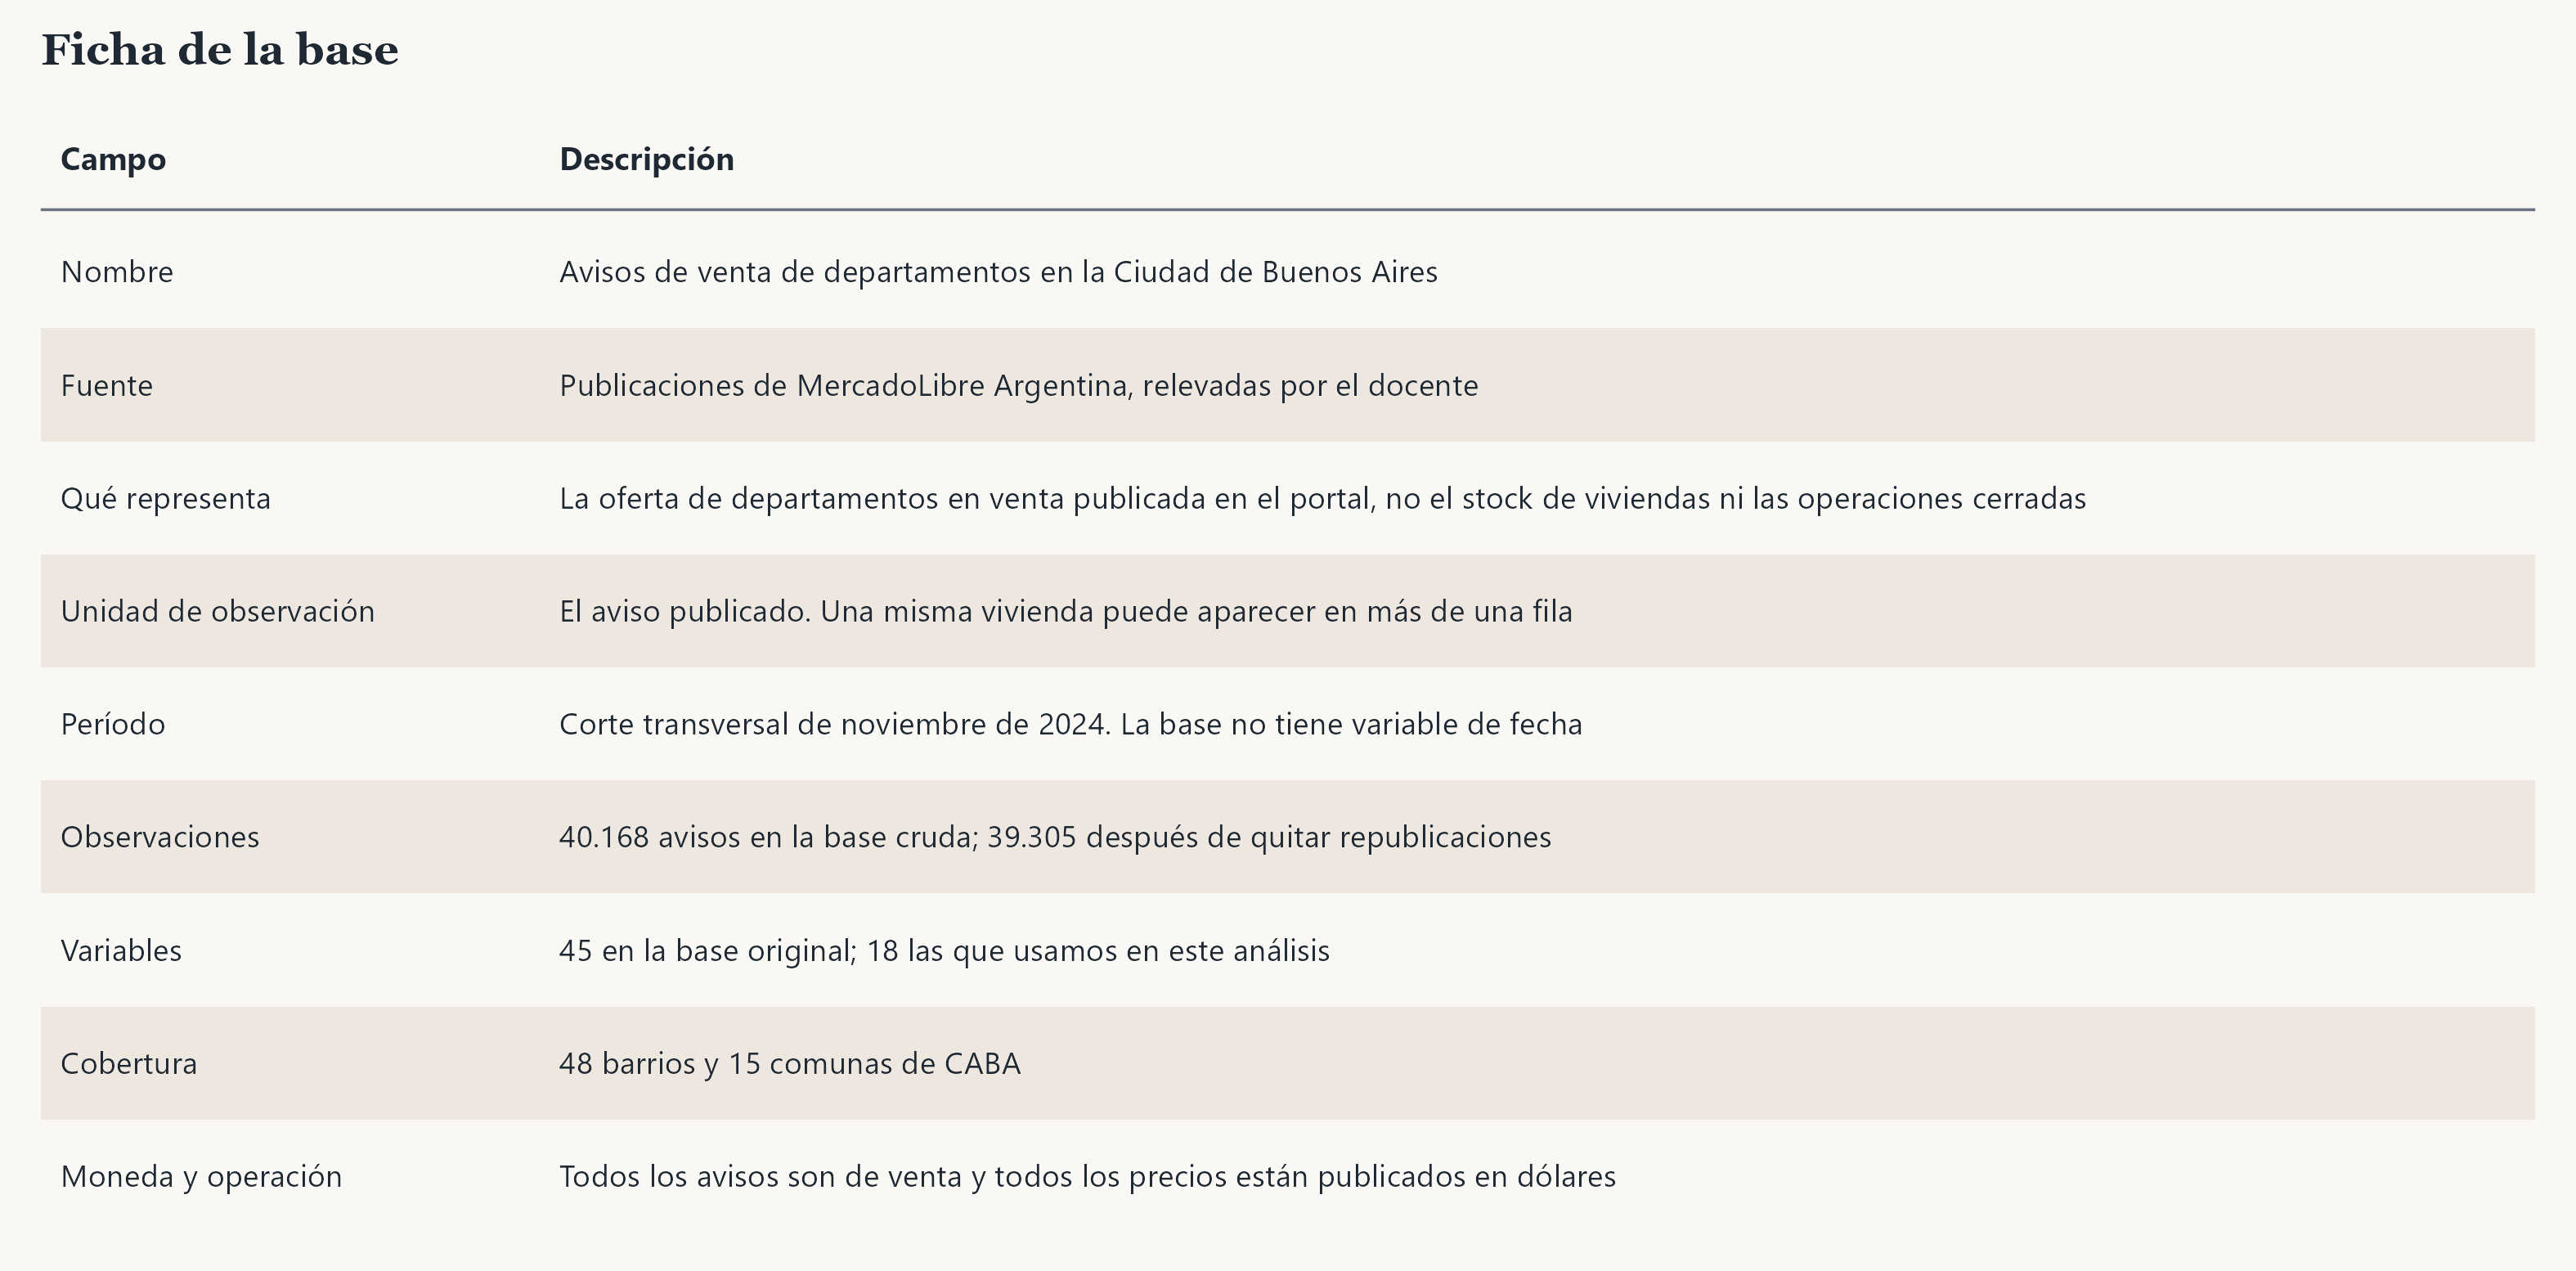 Ficha de la base
Campo Descripción
Nombre Avisos de venta de departamentos en la Ciudad de Buenos Aires
Fuente Publicaciones de MercadoLibre Argentina, relevadas por el docente
Qué representa La oferta de departamentos en venta publicada en el portal, no el stock de viviendas ni las operaciones cerradas
Unidad de observación El aviso publicado. Una misma vivienda puede aparecer en más de una fila
Período Corte transversal de noviembre de 2024. La base no tiene variable de fecha
Observaciones 40.168 avisos en la base cruda; 39.305 después de quitar republicaciones
Variables 45 en la base original; 18 las que usamos en este análisis
Cobertura 48 barrios y 15 comunas de CABA
Moneda y operación Todos los avisos son de venta y todos los precios están publicados en dólares